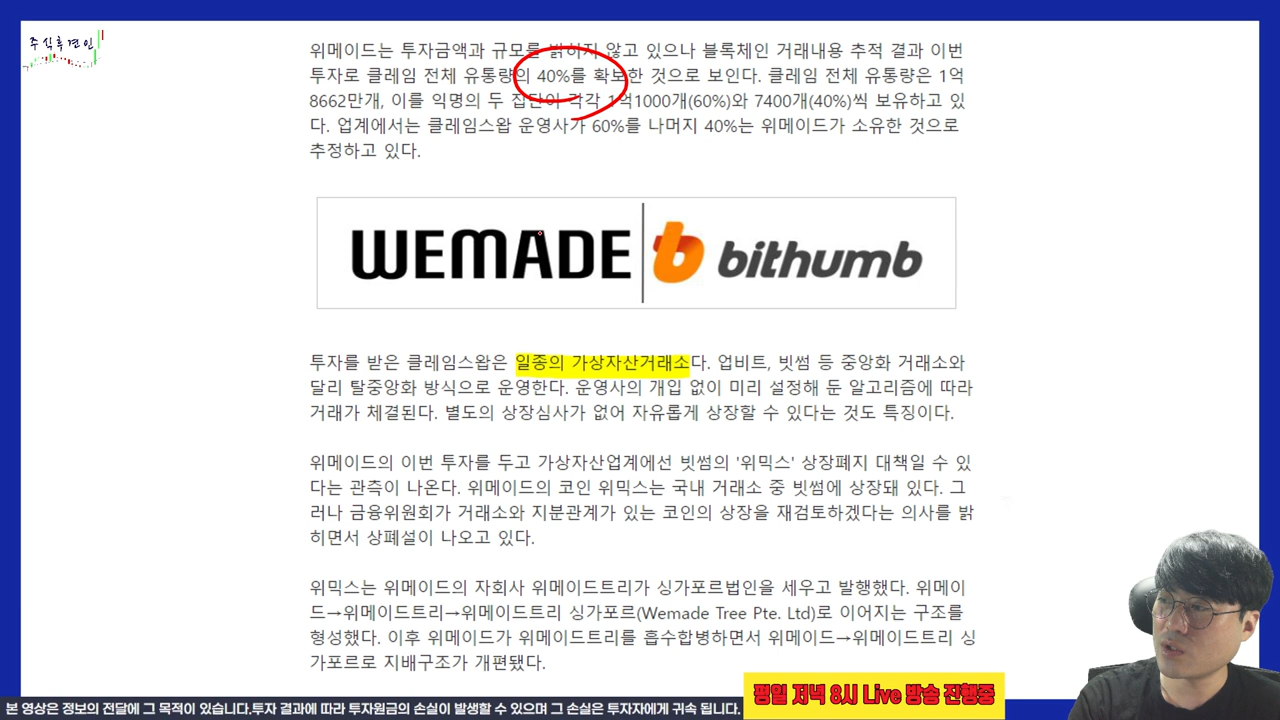 주식후견인
위메이드는 투자금액과 규모를 밝히지 않고 있으나 블록체인 거래내용 추적 결과 이번
투자로 클레임 전체 유통량의 40%를 확보한 것으로 보인다. 클레임 전체 유통량은 1억
8662만개, 이를 익명의 두 집단이 각각 1억1000개(60%)와 7400개(40%)씩 보유하고 있
다. 업계에서는 클레임스왑 운영사가 60%를 나머지 40%는 위메이드가 소유한 것으로
추정하고 있다.
WEMADE
bithumb
투자를 받은 클레임스왑은 일종의 가상자산거래소다. 업비트, 빗썸 등 중앙화 거래소와
달리 탈중앙화 방식으로 운영한다. 운영사의 개입 없이 미리 설정해 둔 알고리즘에 따라
거래가 체결된다. 별도의 상장심사가 없어 자유롭게 상장할 수 있다는 것도 특징이다.
위메이드의 이번 투자를 두고 가상자산업계에선 빗썸의 '위믹스' 상장폐지 대책일 수 있
다는 관측이 나온다. 위메이드의 코인 위믹스는 국내 거래소 중 빗썸에 상장돼 있다. 그
러나 금융위원회가 거래소와 지분관계가 있는 코인의 상장을 재검토하겠다는 의사를 밝
히면서 상폐설이 나오고 있다.
위믹스는 위메이드의 자회사 위메이드트리가 싱가포르법인을 세우고 발행했다. 위메이
드→위메이드트리→위메이드트리 싱가포르(Wemade Tree Pte. Ltd)로 이어지는 구조를
형성했다. 이후 위메이드가 위메이드트리를 흡수합병하면서 위메이드→위메이드트리 싱
가포르로 지배구조가 개편됐다.
평일 저녁 8시 Live 방송 진행중
본 영상은 정보의 전달에 그 목적이 있습니다.투자 결과에 따라 투자원금의 손실이 발생할 수 있으며 그 손실은 투자자에게 귀속 됩니다.